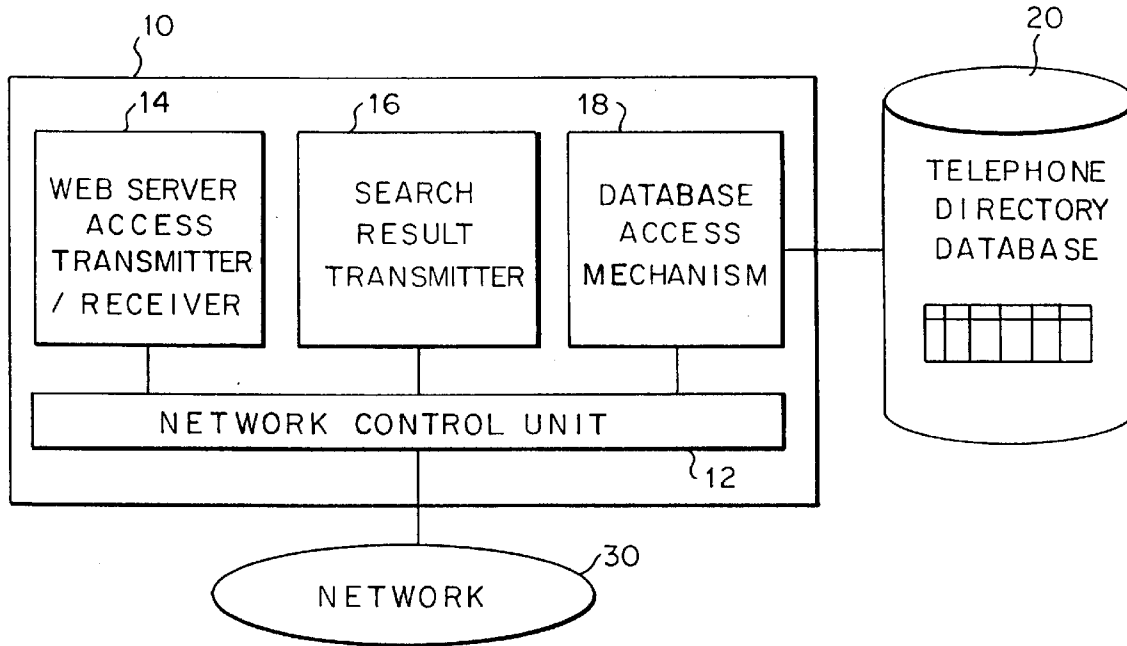 10
20
14
16
18
WEB SERVER
ACCESS
TRANSMITTER
/ RECEIVER
SEARCH
RESULT
TRANSMITTER
DATABASE
ACCESS
MECHANISM
TELEPHONE
DIRECTORY
DATABASE
NETWORK CONTROL UNIT
12
30
NETWORK